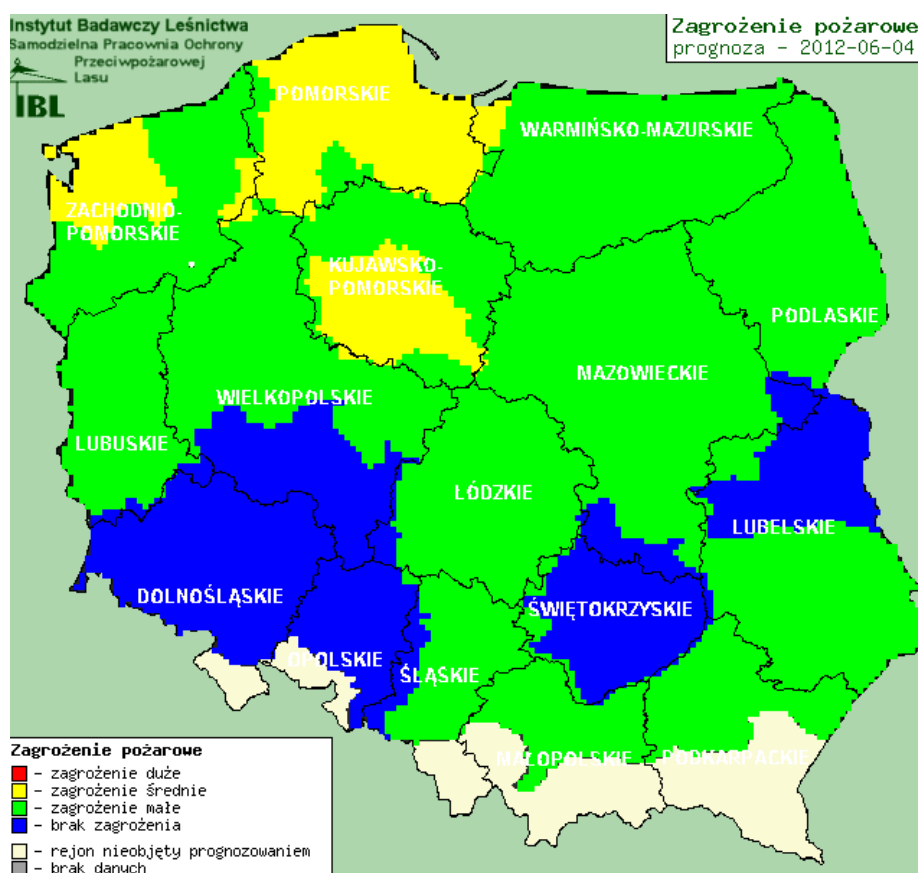 Instytut Badawczy Leśnictwa
Samodzielna Pracownia Ochrony
Przeciwpożarowej
Lasu
IBL
Zagrożenie pożarowe
prognoza - 2012-06-04
POMORSKIE
WARMIŃSKO-MAZURSKIE
ZACHODNIO-
POMORSKIE
KUJAWSKO-
POMORSKIE
PODLASKIE
MAZOWIECKIE
WIELKOPOLSKIE
LUBUSKIE
ŁÓDZKIE
LUBELSKIE
DOLNOŚLĄSKIE
ŚWIĘTOKRZYSKIE
OPOLSKIE
ŚLĄSKIE
MAŁOPOLSKIE
PODKARPACKIE
Zagrożenie pożarowe
- zagrożenie duże
- zagrożenie średnie
- zagrożenie małe
- brak zagrożenia
- rejon nieobjęty prognozowaniem
- brak danych